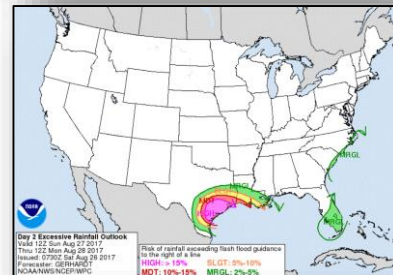 MRGL
MRGL
MDT
MRGL
noaa
Day 2 Excessive Rainfall Outlook
Valid 12Z Sun Aug 27 2017
Thru 12Z Mon Aug 28 2017
Issued: 0730Z Sat Aug 26 2017
Forecaster: GERHARDT
NOAA/NWS/NCEP/WPC
Risk of rainfall exceeding flash flood guidance
to the right of a line
HIGH: > 15% SLGT: 5%-10%
MDT: 10%-15% MRGL: 2%-5%